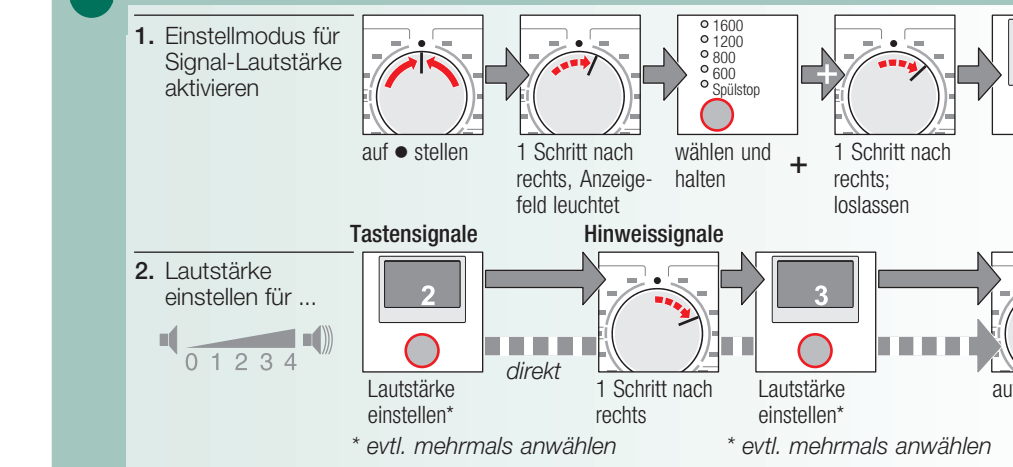 1. Einstellmodus für
Signal-Lautstärke
aktivieren
auf ● stellen
1 Schritt nach
rechts, Anzeige-
feld leuchtet
1600
1200
800
600
Spülstop
wählen und
halten
+
+
1 Schritt nach
rechts;
loslassen
Tastensignale
Hinweissignale
2. Lautstärke
einstellen für ...
0 1 2 3 4
2
Lautstärke
einstellen*
direkt
1 Schritt nach
rechts
3
Lautstärke
einstellen*
au
* evtl. mehrmals anwählen
* evtl. mehrmals anwählen